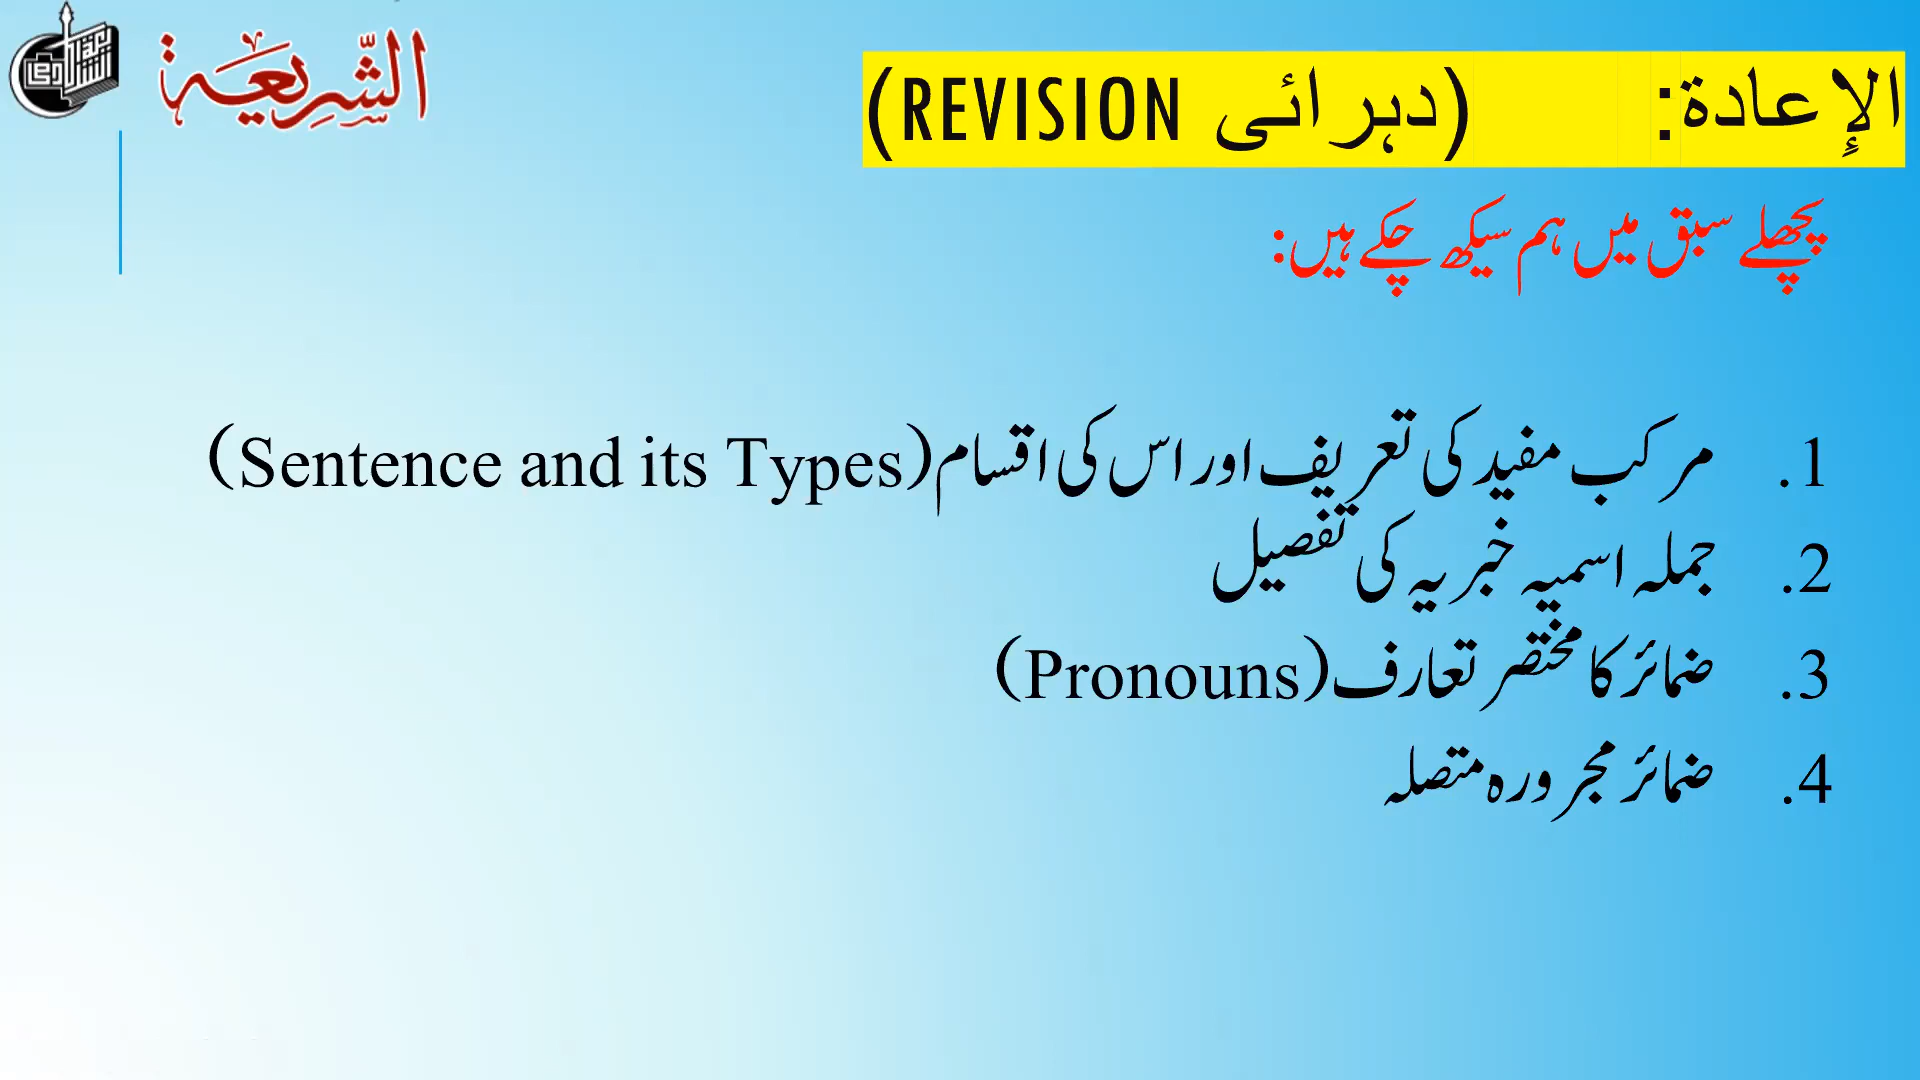 الشریعۃ
الإعادة: (دہرائی REVISION)
پچھلے سبق میں ہم سیکھ چکے ہیں:
1. مرکب مفید کی تعریف اور اس کی اقسام (Sentence and its Types)
2. جملہ اسمیہ خبریہ کی تفصیل
3. ضمائر کا مختصر تعارف (Pronouns)
4. ضمائر مجرورہ متصلہ